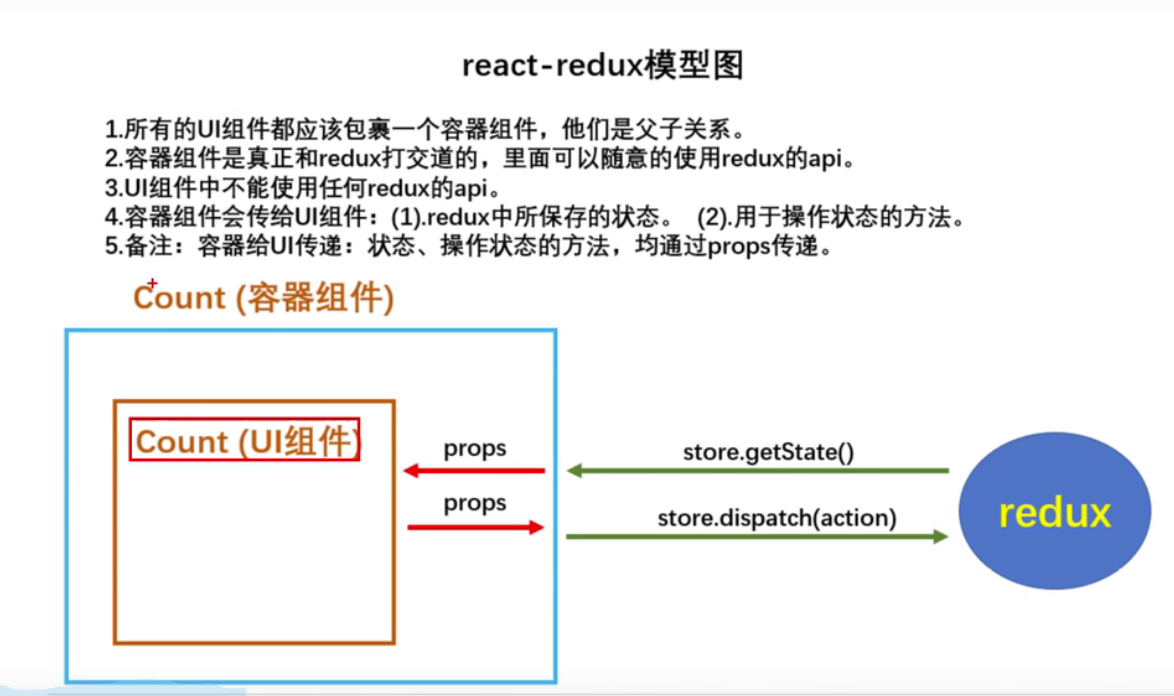 react-redux模型图
1.所有的UI组件都应该包裹一个容器组件，他们是父子关系。
2.容器组件是真正和redux打交道的，里面可以随意的使用redux的api。
3.UI组件中不能使用任何redux的api。
4.容器组件会传给UI组件：(1).redux中所保存的状态。 (2).用于操作状态的方法。
5.备注：容器给UI传递：状态、操作状态的方法，均通过props传递。
Count (容器组件)
Count (UI组件)
props
store.getState()
props
store.dispatch(action)
redux